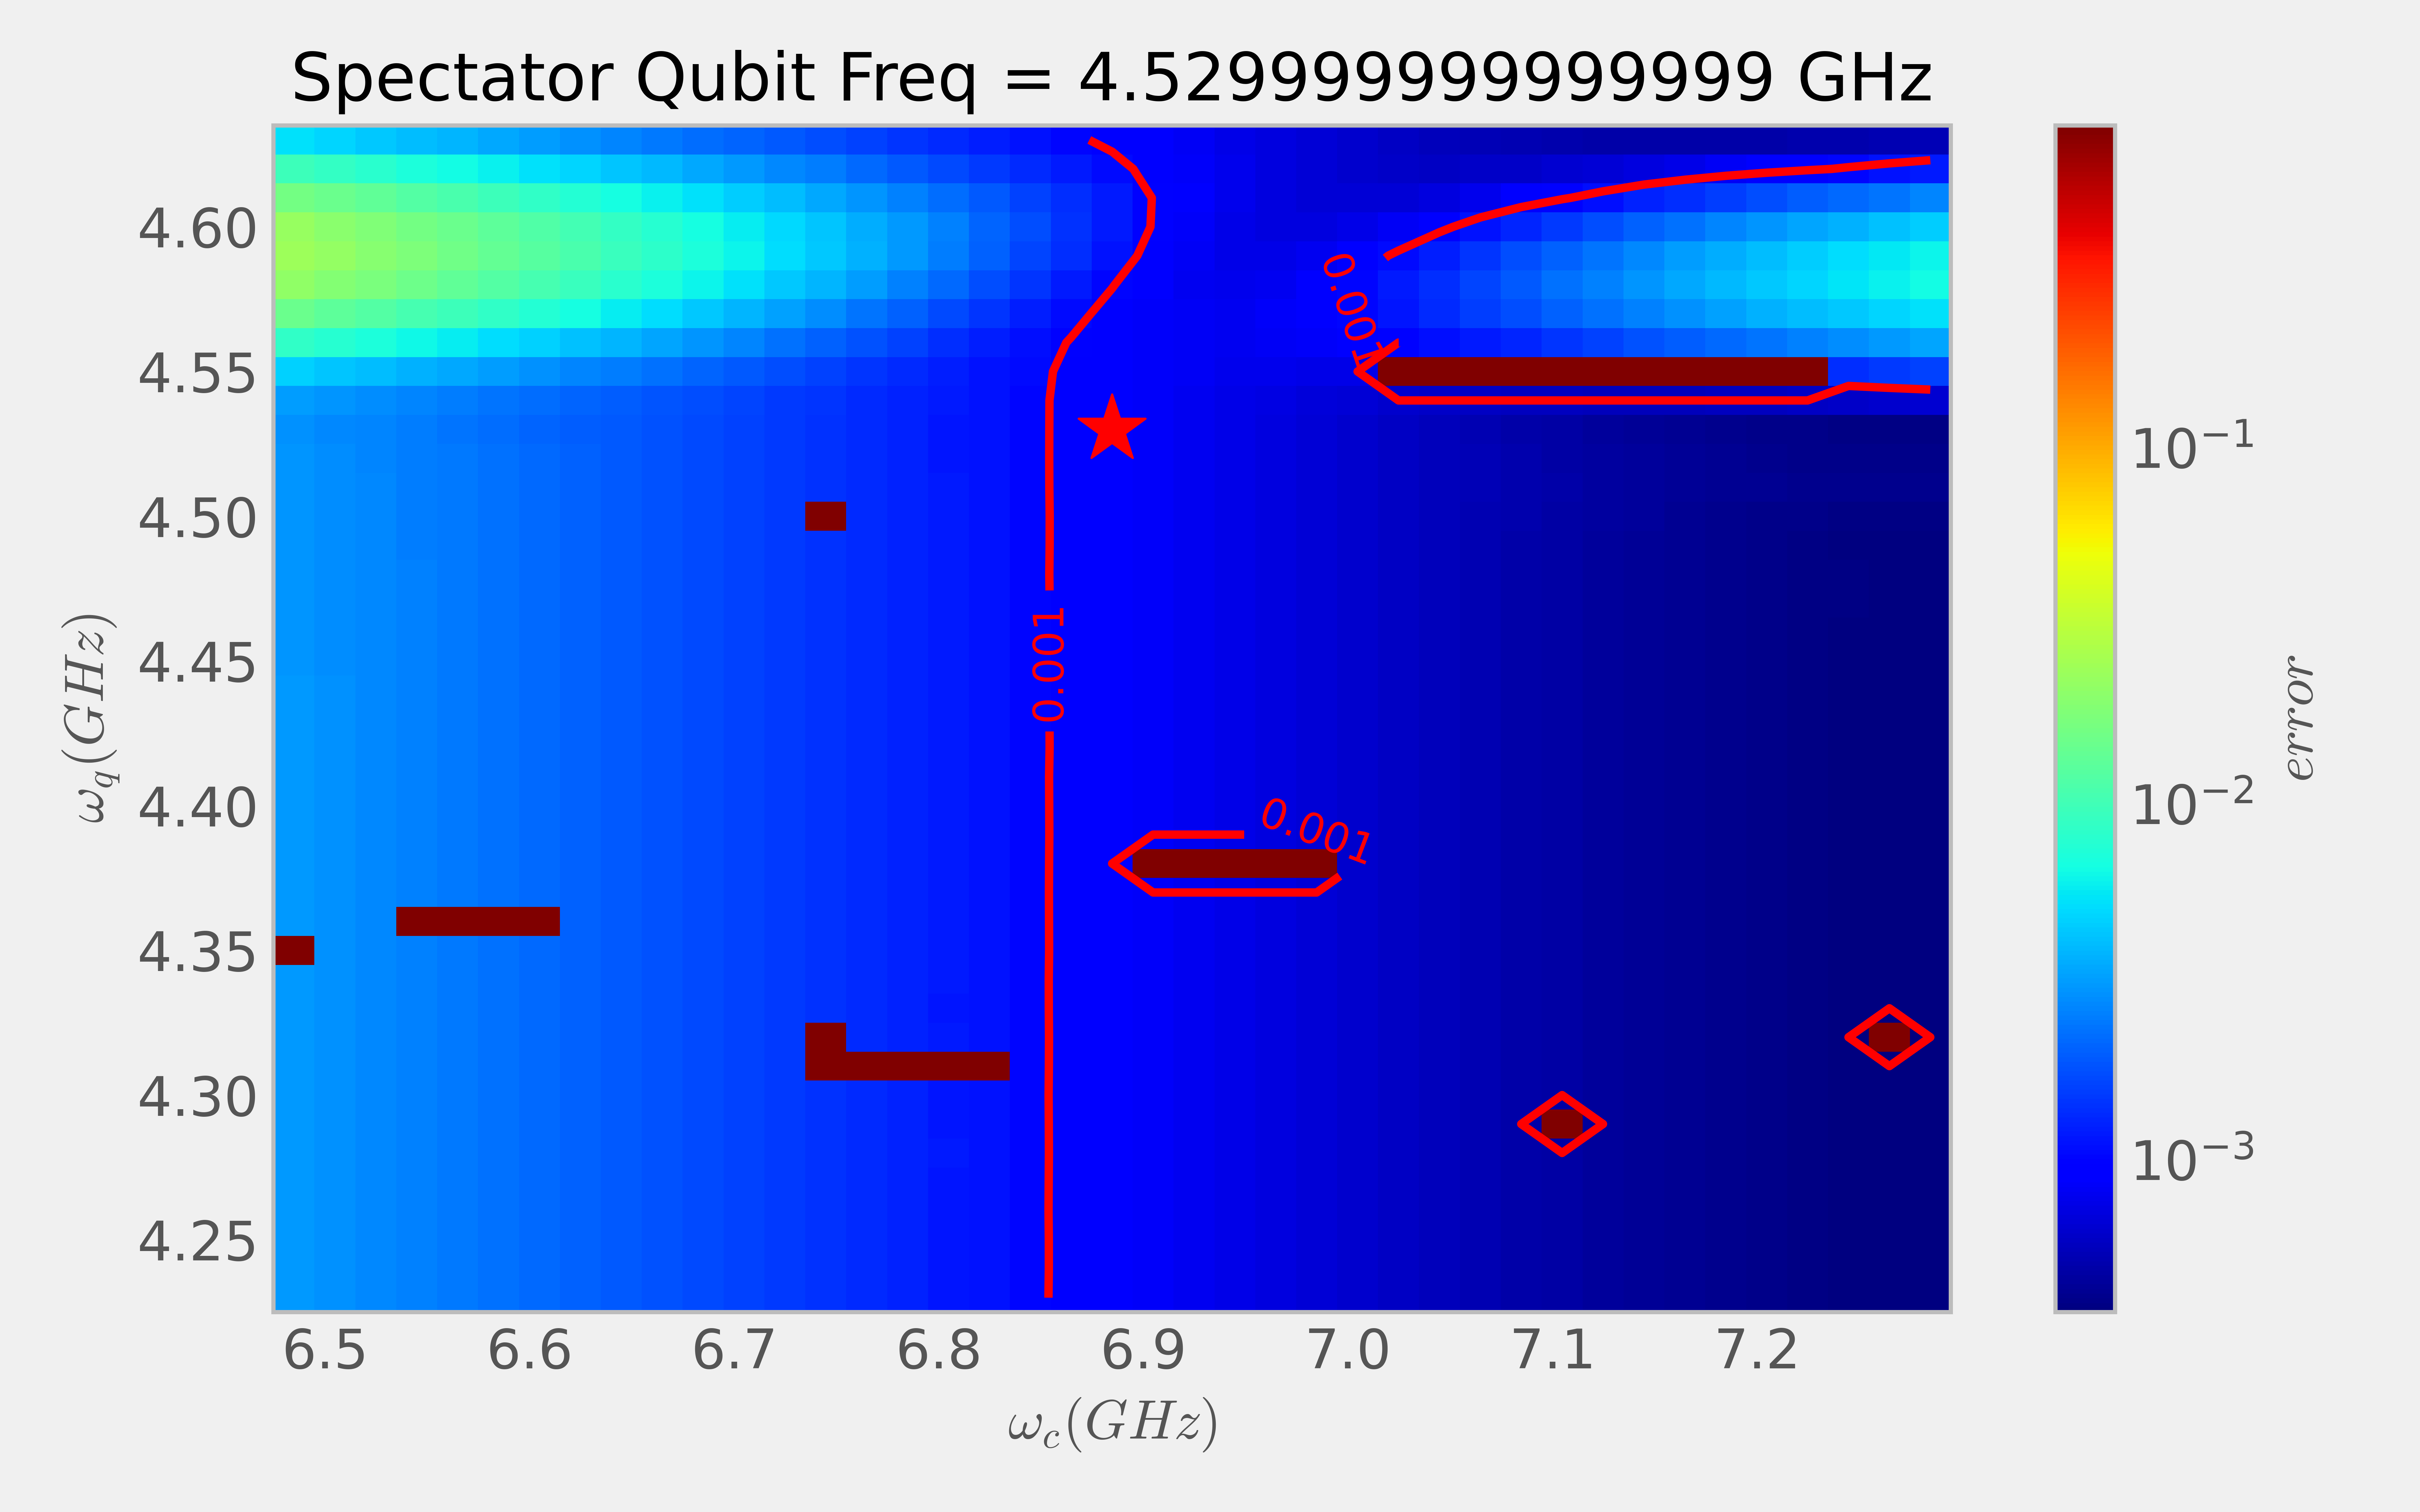 Spectator Qubit Freq = 4.529999999999999 GHz
4.60
4.55
4.50
4.45
4.40
4.35
4.30
4.25
ω_q(GHz)
6.5 6.6 6.7 6.8 6.9 7.0 7.1 7.2
ω_c(GHz)
0.001
0.001
0.001
10⁻¹
10⁻²
10⁻³
error